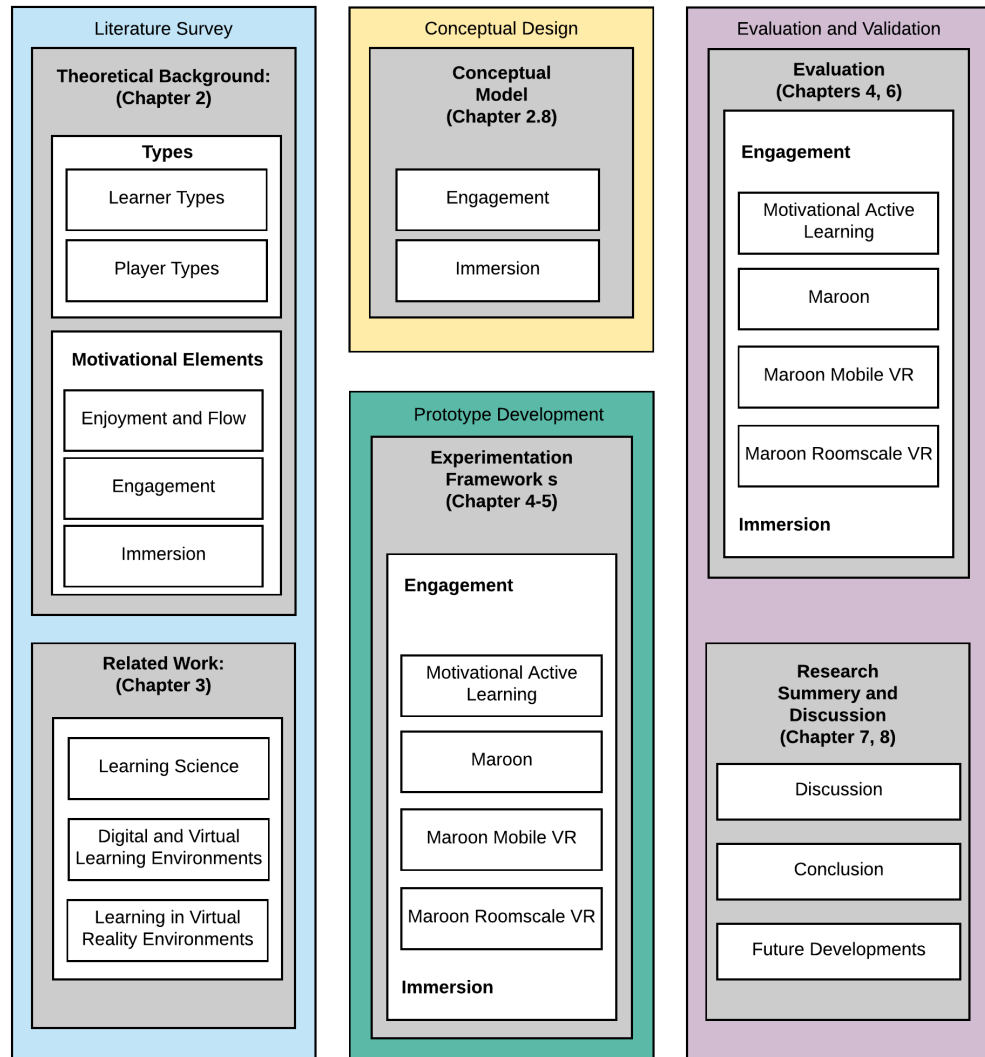 Literature Survey
Theoretical Background:
(Chapter 2)
Types
Learner Types
Player Types
Motivational Elements
Enjoyment and Flow
Engagement
Immersion
Related Work:
(Chapter 3)
Learning Science
Digital and Virtual
Learning Environments
Learning in Virtual
Reality Environments
Conceptual Design
Conceptual
Model
(Chapter 2.8)
Engagement
Immersion
Prototype Development
Experimentation
Framework s
(Chapter 4-5)
Engagement
Motivational Active
Learning
Maroon
Maroon Mobile VR
Maroon Roomscale VR
Immersion
Evaluation and Validation
Evaluation
(Chapters 4, 6)
Engagement
Motivational Active
Learning
Maroon
Maroon Mobile VR
Maroon Roomscale VR
Immersion
Research
Summery and
Discussion
(Chapter 7, 8)
Discussion
Conclusion
Future Developments